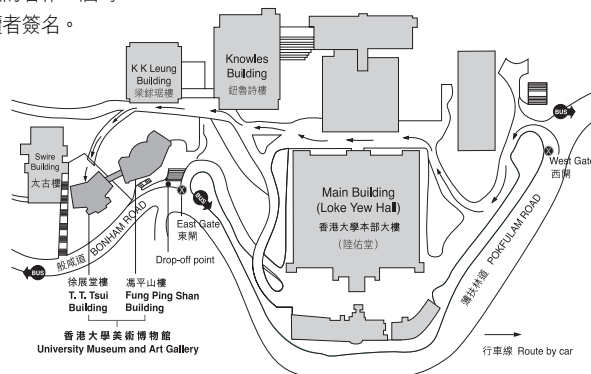 者簽名。
K K Leung
Building
梁銶琚樓
Knowles
Building
鈕魯詩樓
Swire
Building
太古樓
BUS
West Gate
西閘
Main Building
(Loke Yew Hall)
香港大學本部大樓
(陸佑堂)
BUS
East Gate
東閘
Drop-off point
般咸道 BONHAM ROAD
薄扶林道 POKFULAM ROAD
BUS
徐展堂樓
T. T. Tsui
Building
馮平山樓
Fung Ping Shan
Building
香港大學美術博物館
University Museum and Art Gallery
行車線 Route by car